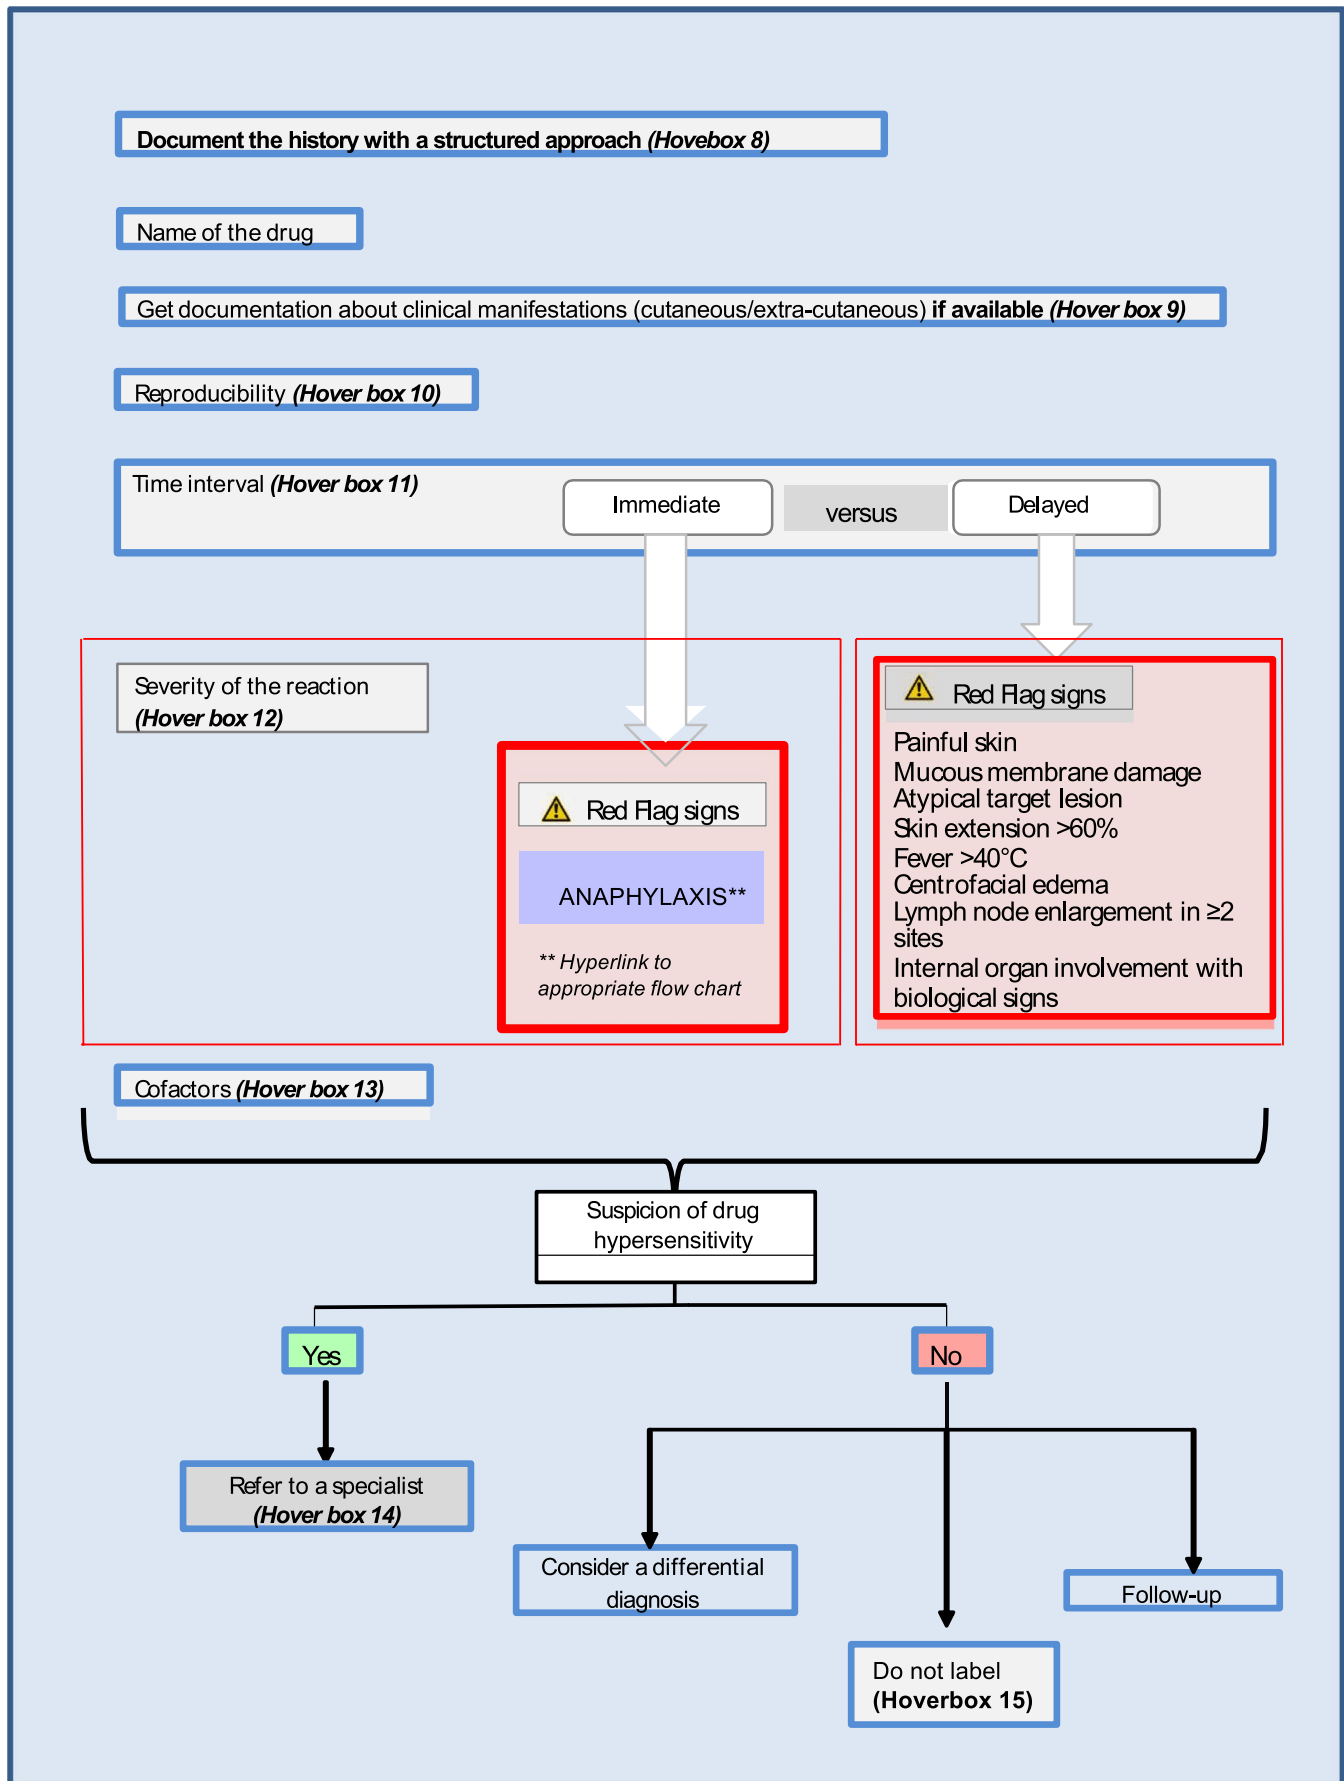 Document the history with a structured approach (Hovebox 8)
Name of the drug
Get documentation about clinical manifestations (cutaneous/extra-cutaneous) if available (Hover box 9)
Reproducibility (Hover box 10)
Time interval (Hover box 11)
Immediate
versus
Delayed
Severity of the reaction
(Hover box 12)
Red Flag signs
ANAPHYLAXIS**
** Hyperlink to
appropriate flow chart
Red Flag signs
Painful skin
Mucous membrane damage
Atypical target lesion
Skin extension >60%
Fever >40°C
Centrofacial edema
Lymph node enlargement in ≥2
sites
Internal organ involvement with
biological signs
Cofactors (Hover box 13)
Suspicion of drug
hypersensitivity
Yes
No
Refer to a specialist
(Hover box 14)
Consider a differential
diagnosis
Follow-up
Do not label
(Hoverbox 15)